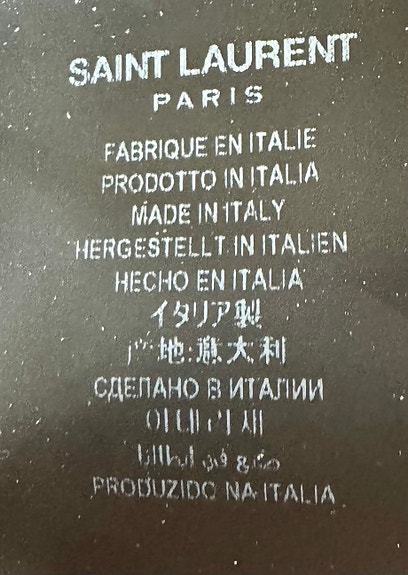 SAINT LAURENT
PARIS
FABRIQUE EN ITALIE
PRODOTTO IN ITALIA
MADE IN ITALY
HERGESTELLT IN ITALIEN
HECHO EN ITALIA
イタリア製
产地:意大利
СДЕЛАНО В ИТАЛИИ
이태리제
صنع في إيطاليا
PRODUZIDO NA ITALIA